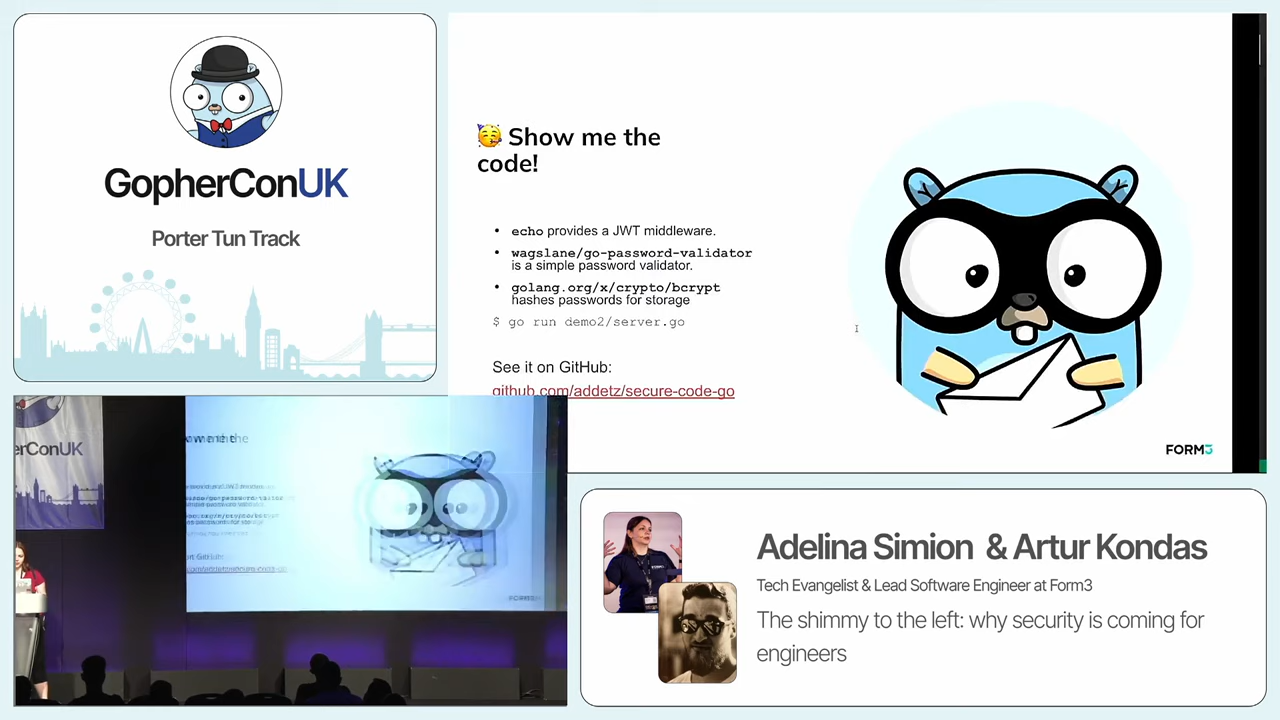 GopherConUK
Porter Tun Track
🥳 Show me the
code!
• echo provides a JWT middleware.
• wagslane/go-password-validator
is a simple password validator.
• golang.org/x/crypto/bcrypt
hashes passwords for storage
$ go run demo2/server.go
See it on GitHub:
github.com/addetz/secure-code-go
FORM3
erConUK
Adelina Simion & Artur Kondas
Tech Evangelist & Lead Software Engineer at Form3
The shimmy to the left: why security is coming for
engineers